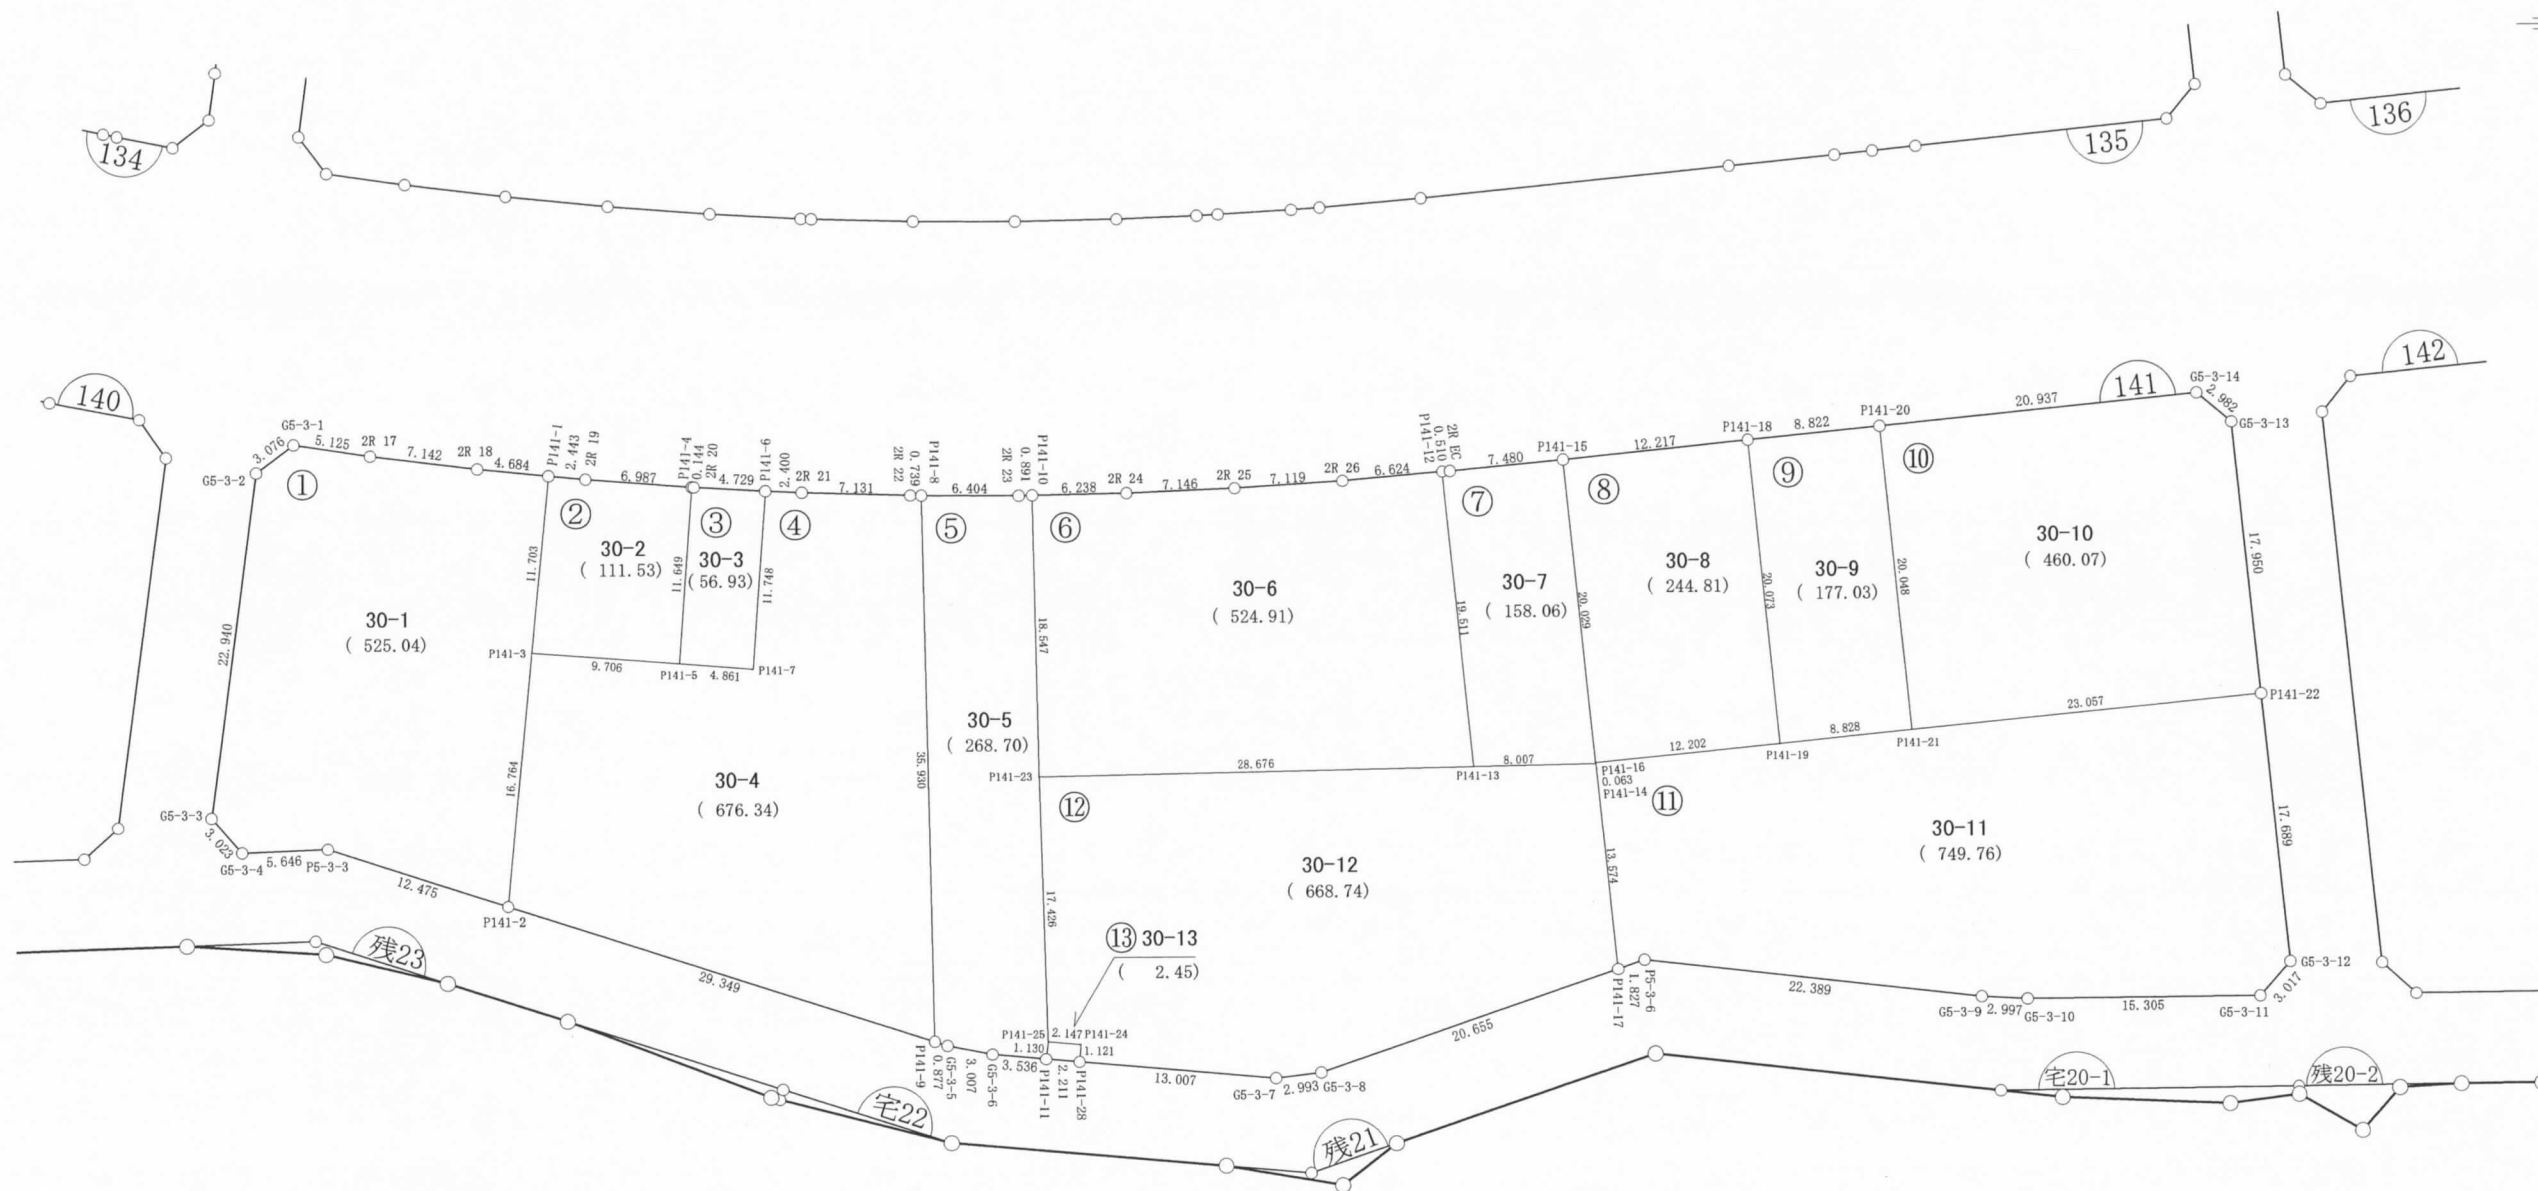 134
135
136
140
141
142
G5-3-1
3.076
5.125
2R 17
7.142
2R 18
4.684
P141-1
2.443
2R 19
6.987
P141-4
0.144
2R 20
4.729
P141-6
2.400
2R 21
7.131
2R 22
0.739
P141-8
6.404
2R 23
0.891
P141-10
6.238
2R 24
7.146
2R 25
7.119
2R 26
6.624
P141-12
0.510
2R EC
7.480
P141-15
12.217
P141-18
8.822
P141-20
20.937
G5-3-14
2.982
G5-3-13
G5-3-2
①
②
③
④
⑤
⑥
⑦
⑧
⑨
⑩
30-1
( 525.04)
30-2
( 111.53)
30-3
( 56.93)
30-4
( 676.34)
30-5
( 268.70)
30-6
( 524.91)
30-7
( 158.06)
30-8
( 244.81)
30-9
( 177.03)
30-10
( 460.07)
22.940
11.703
11.649
11.748
18.547
19.511
20.029
20.073
20.048
17.950
P141-3
9.706
P141-5
4.861
P141-7
16.764
35.930
P141-23
28.676
P141-13
8.007
P141-16
0.063
P141-14
12.202
P141-19
8.828
P141-21
23.057
P141-22
⑪
30-11
( 749.76)
⑫
30-12
( 668.74)
⑬ 30-13
( 2.45)
G5-3-3
3.023
G5-3-4
5.646
P5-3-3
12.475
P141-2
29.349
17.426
13.574
17.689
P141-9
0.877
G5-3-5
3.007
G5-3-6
3.536
P141-25
1.130
2.147
P141-24
1.121
P141-11
2.211
P141-28
13.007
G5-3-7
2.993
G5-3-8
20.655
P141-17
1.827
P5-3-6
22.389
G5-3-9
2.997
G5-3-10
15.305
G5-3-11
3.017
G5-3-12
残23
宅22
残21
宅20-1
残20-2